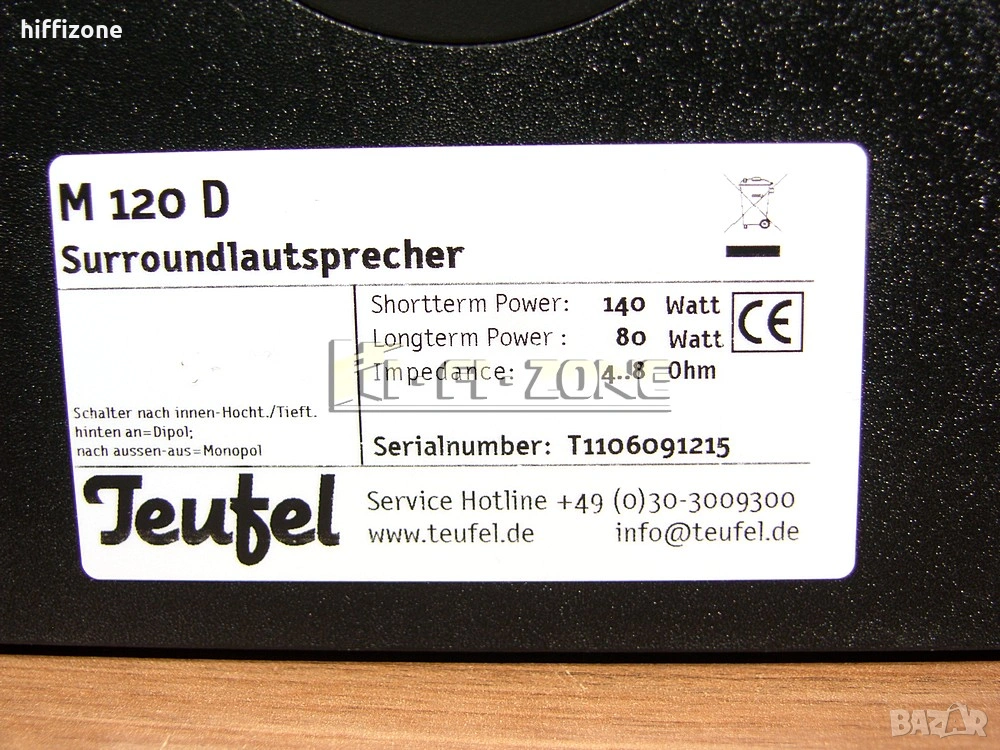 hiffizone
M 120 D
Surroundlautsprecher
Shortterm Power: 140 Watt
Longterm Power : 80 Watt
Impedance: 4..8 Ohm
CE
HI-FI-ZONE
Schalter nach innen-Hocht./Tieft.
hinten an=Dipol;
nach aussen-aus=Monopol
Serialnumber: T1106091215
Teufel
Service Hotline +49 (0)30-3009300
www.teufel.de info@teufel.de
BAZAR